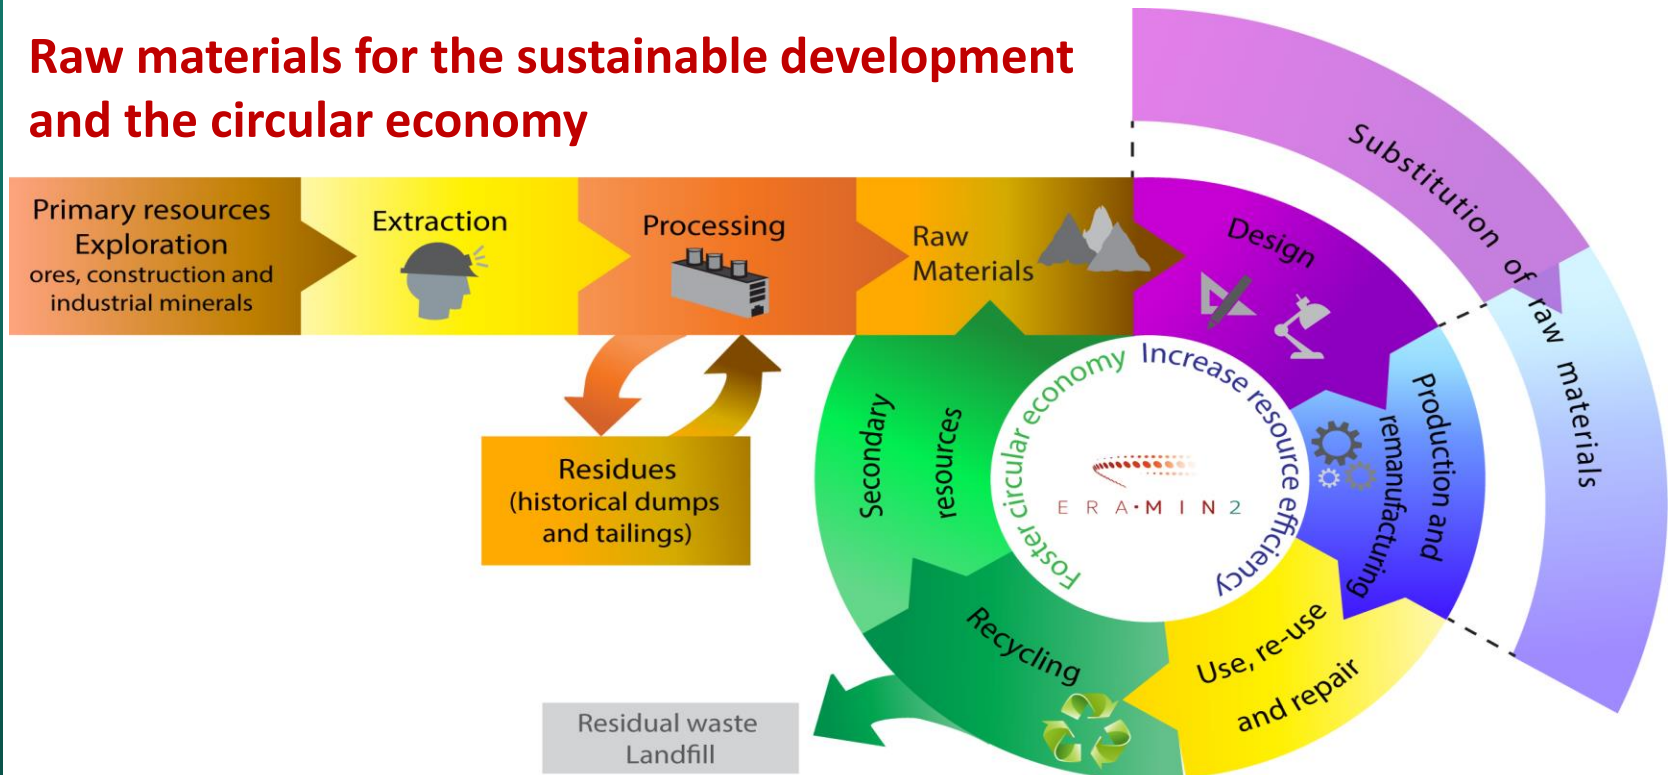 Raw materials for the sustainable development
and the circular economy
Primary resources
Exploration
ores, construction and
industrial minerals
Extraction
Processing
Raw
Materials
Design
Substitution of raw materials
Production and
remanufacturing
Use, re-use
and repair
Recycling
Secondary
resources
Foster circular economy
Increase resource efficiency
ERA·MIN2
Residues
(historical dumps
and tailings)
Residual waste
Landfill